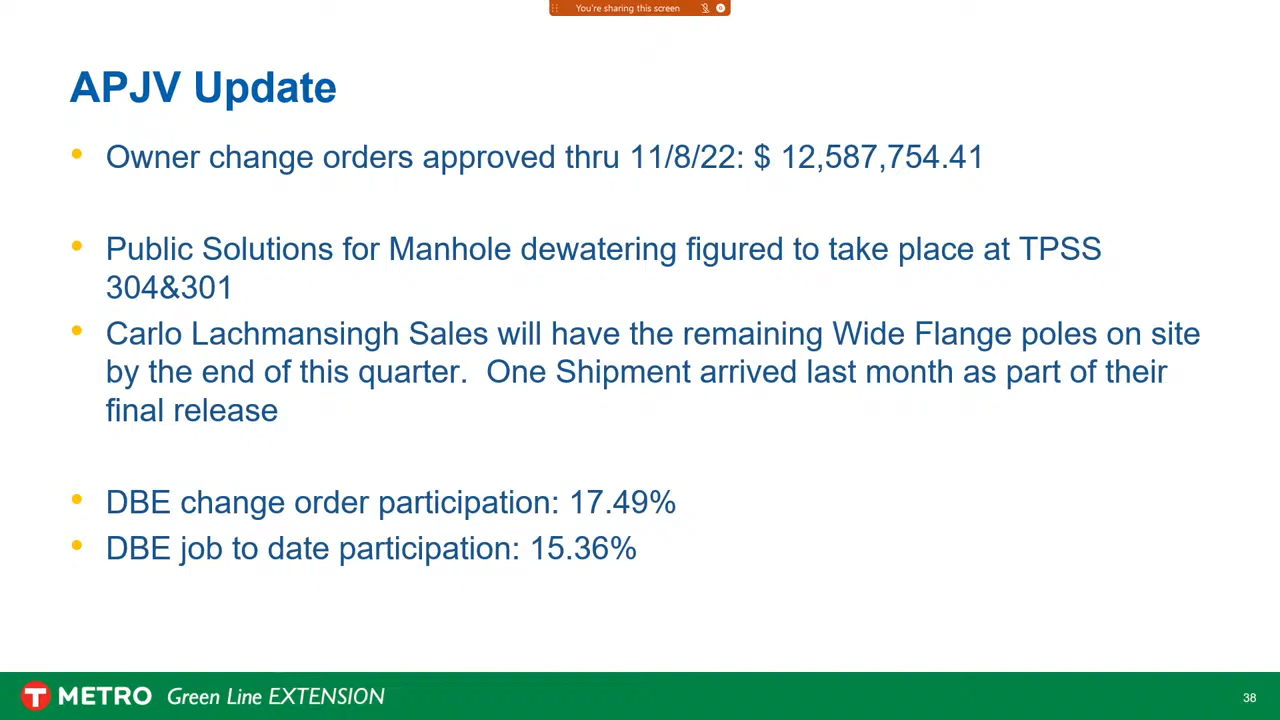 You're sharing this screen
APJV Update
• Owner change orders approved thru 11/8/22: $ 12,587,754.41
• Public Solutions for Manhole dewatering figured to take place at TPSS
304&301
• Carlo Lachmansingh Sales will have the remaining Wide Flange poles on site
by the end of this quarter.  One Shipment arrived last month as part of their
final release
• DBE change order participation: 17.49%
• DBE job to date participation: 15.36%
T METRO Green Line EXTENSION
38